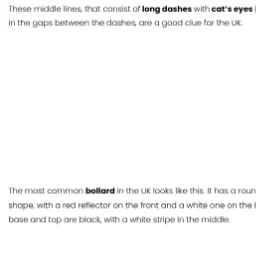 These middle lines, that consist of long dashes with cat's eyes
in the gaps between the dashes, are a good clue for the UK.
The most common bollard in the UK looks like this. It has a roun
shape, with a red reflector on the front and a white one on the
base and top are black, with a white stripe in the middle.